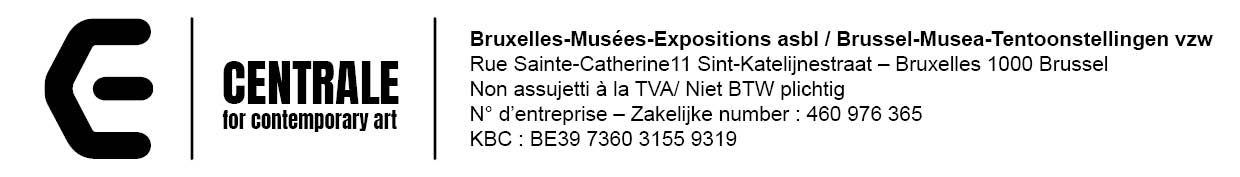 CENTRALE
for contemporary art
Bruxelles-Musées-Expositions asbl / Brussel-Musea-Tentoonstellingen vzw
Rue Sainte-Catherine11 Sint-Katelijnestraat – Bruxelles 1000 Brussel
Non assujetti à la TVA/ Niet BTW plichtig
N° d’entreprise – Zakelijke number : 460 976 365
KBC : BE39 7360 3155 9319